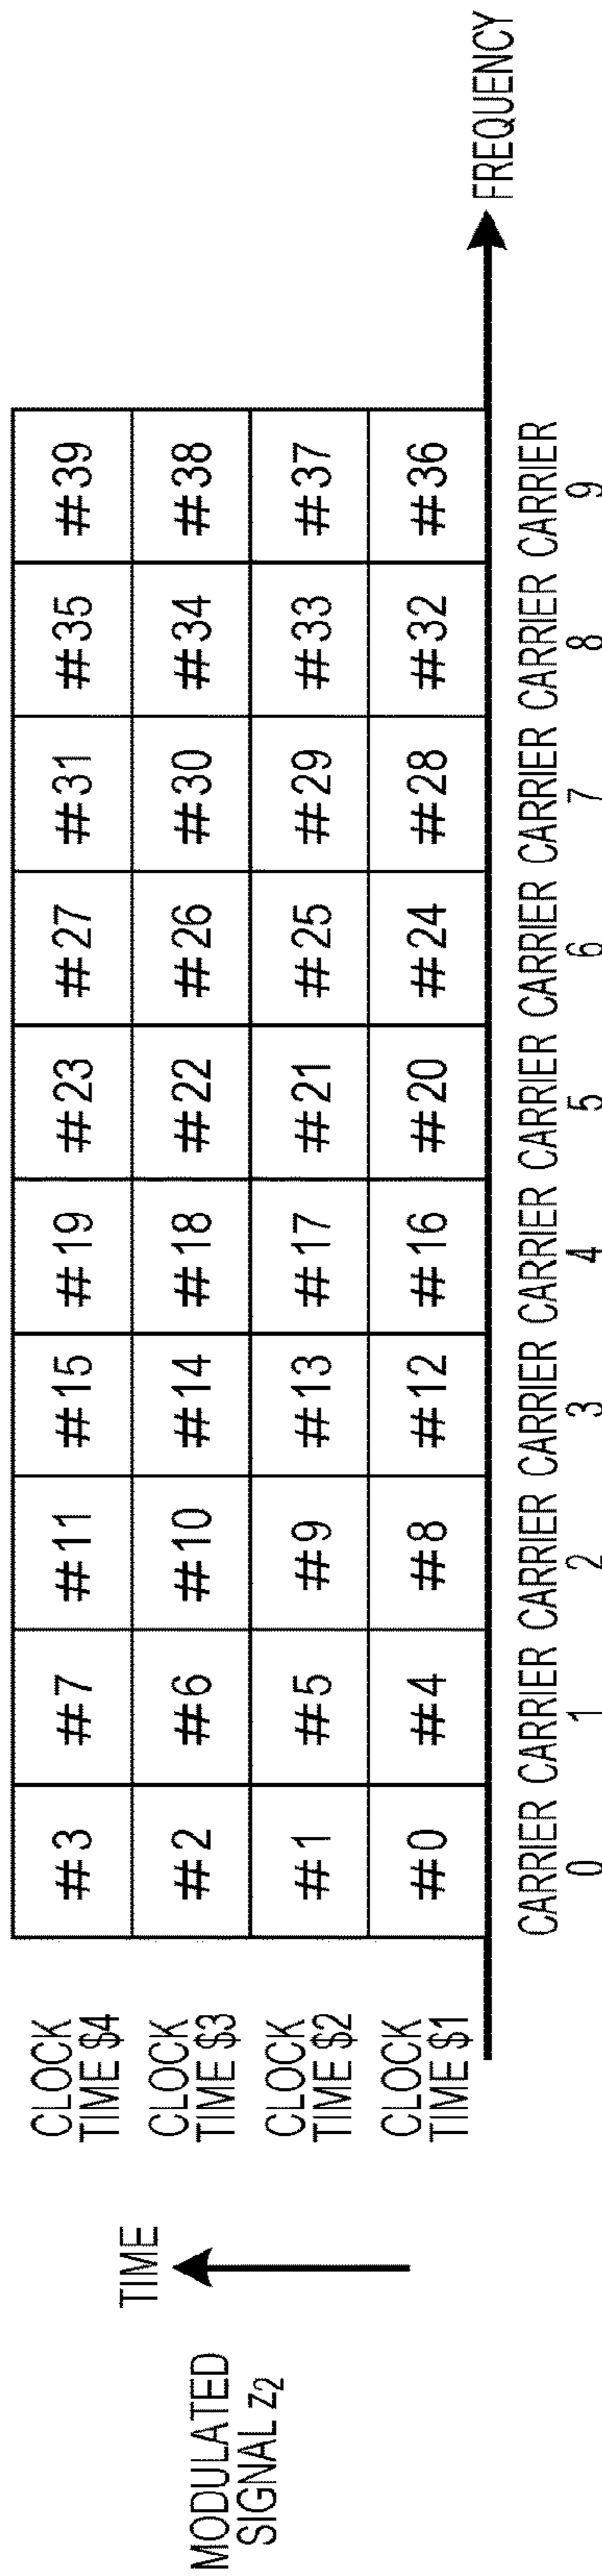 MODULATED
SIGNAL z2
TIME
CLOCK
TIME $4
#3 #7 #11 #15 #19 #23 #27 #31 #35 #39
CLOCK
TIME $3
#2 #6 #10 #14 #18 #22 #26 #30 #34 #38
CLOCK
TIME $2
#1 #5 #9 #13 #17 #21 #25 #29 #33 #37
CLOCK
TIME $1
#0 #4 #8 #12 #16 #20 #24 #28 #32 #36
FREQUENCY
CARRIER CARRIER CARRIER CARRIER CARRIER CARRIER CARRIER CARRIER CARRIER CARRIER
0 1 2 3 4 5 6 7 8 9